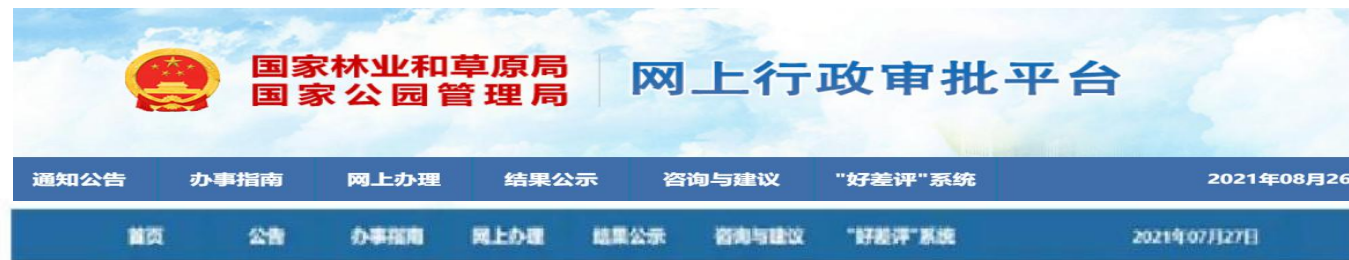 国家林业和草原局
国家公园管理局
网上行政审批平台
通知公告 办事指南 网上办理 结果公示 咨询与建议 "好差评"系统 2021年08月26
首页 公告 办事指南 网上办理 结果公示 咨询与建议 "好差评"系统 2021年07月27日